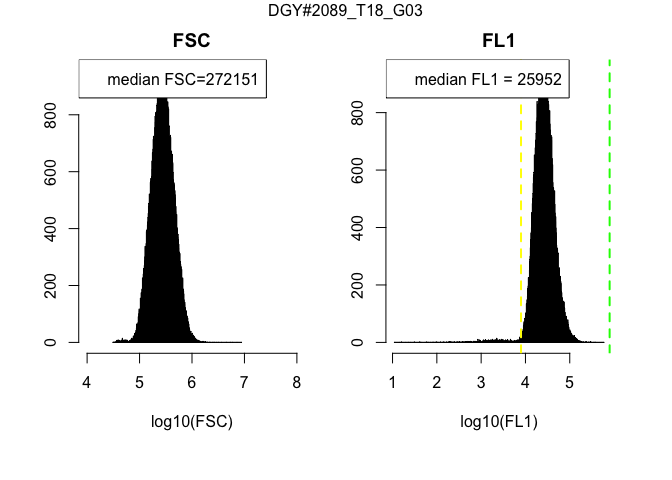 DGY#2089_T18_G03
FSC
median FSC=272151
0
200
400
600
800
4 5 6 7 8
log10(FSC)
FL1
median FL1 = 25952
0
200
400
600
800
1 2 3 4 5
log10(FL1)